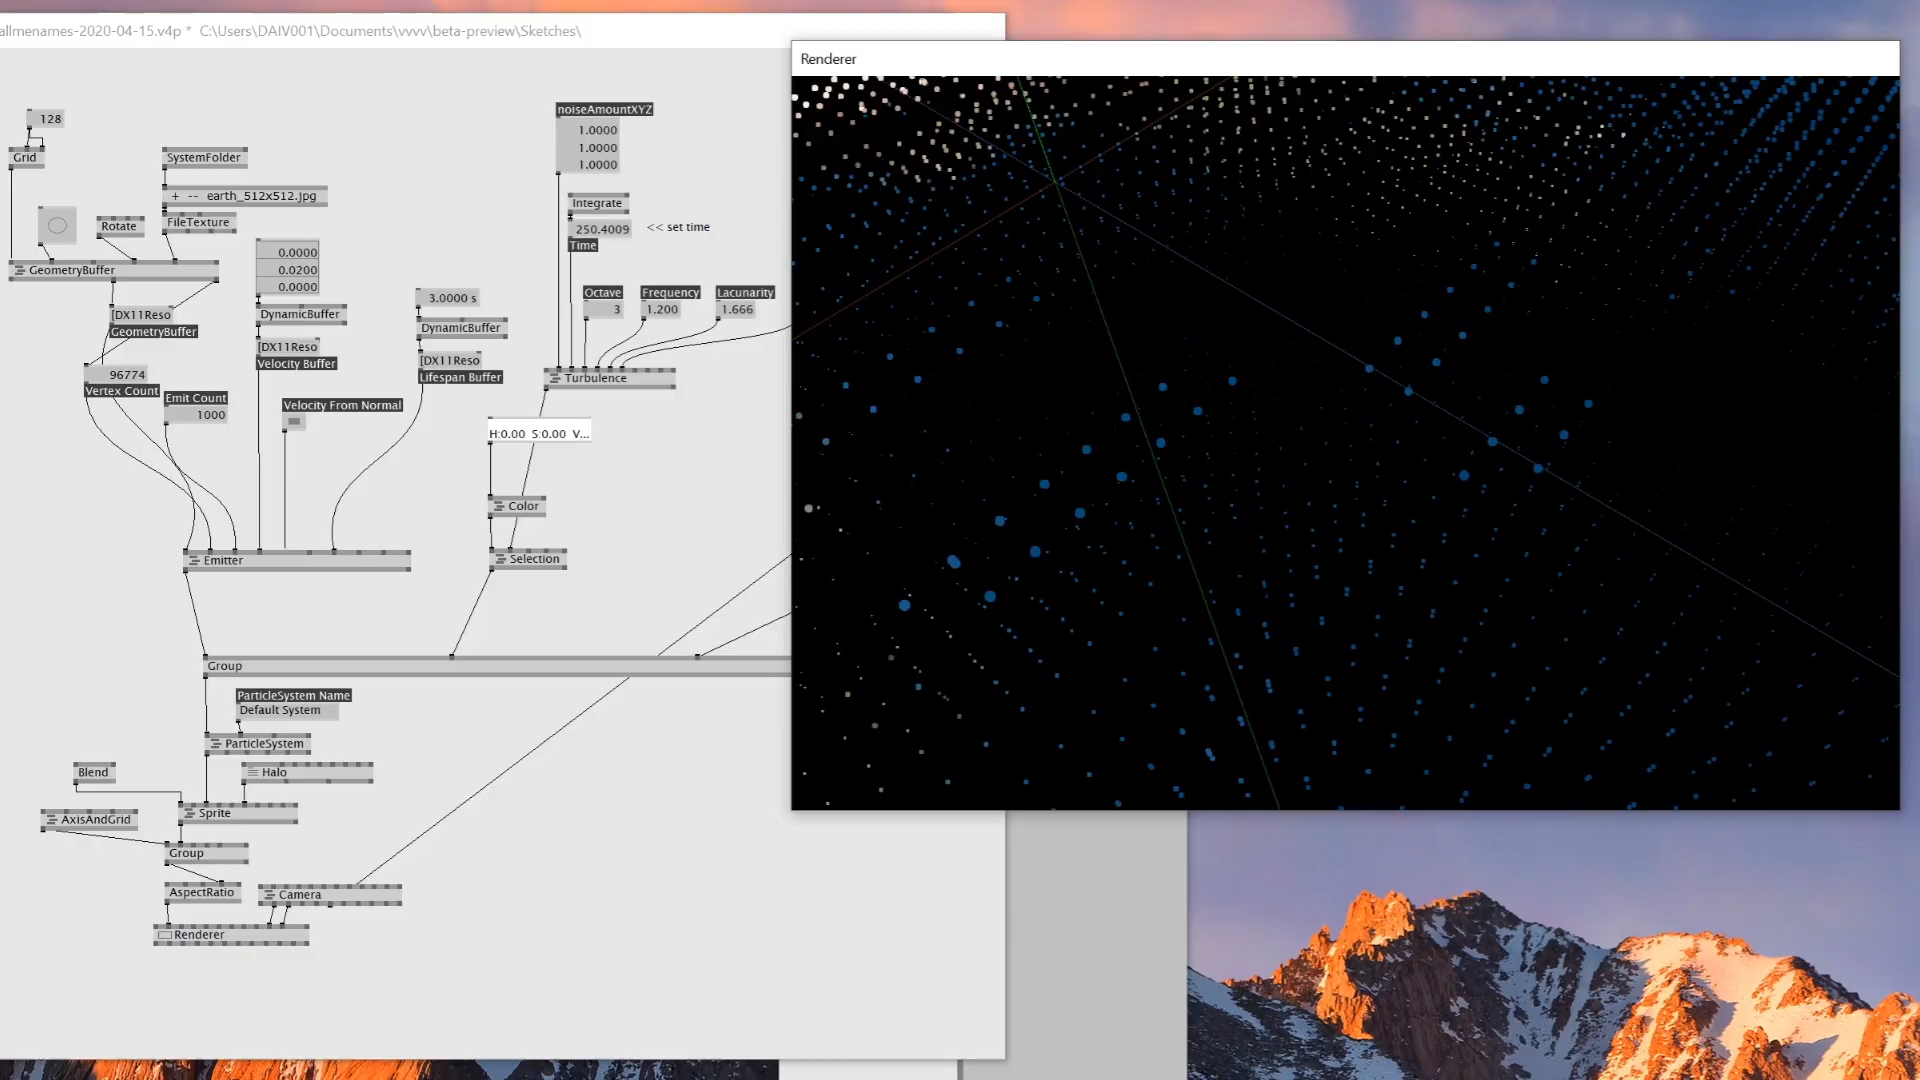 allmenames-2020-04-15.v4p * C:\Users\DAIV001\Documents\vvvv\beta-preview\Sketches\
Renderer
128
Grid
SystemFolder
+ -- earth_512x512.jpg
Rotate
FileTexture
GeometryBuffer
[DX11Reso
GeometryBuffer
96774
Vertex Count
Emit Count
1000
0.0000
0.0200
0.0000
DynamicBuffer
[DX11Reso
Velocity Buffer
Velocity From Normal
3.0000 s
DynamicBuffer
[DX11Reso
Lifespan Buffer
noiseAmountXYZ
1.0000
1.0000
1.0000
Integrate
250.4009
<< set time
Time
Octave
3
Frequency
1.200
Lacunarity
1.666
Turbulence
H:0.00 S:0.00 V...
Color
Selection
Emitter
Group
ParticleSystem Name
Default System
ParticleSystem
Blend
Halo
AxisAndGrid
Sprite
Group
AspectRatio
Camera
Renderer